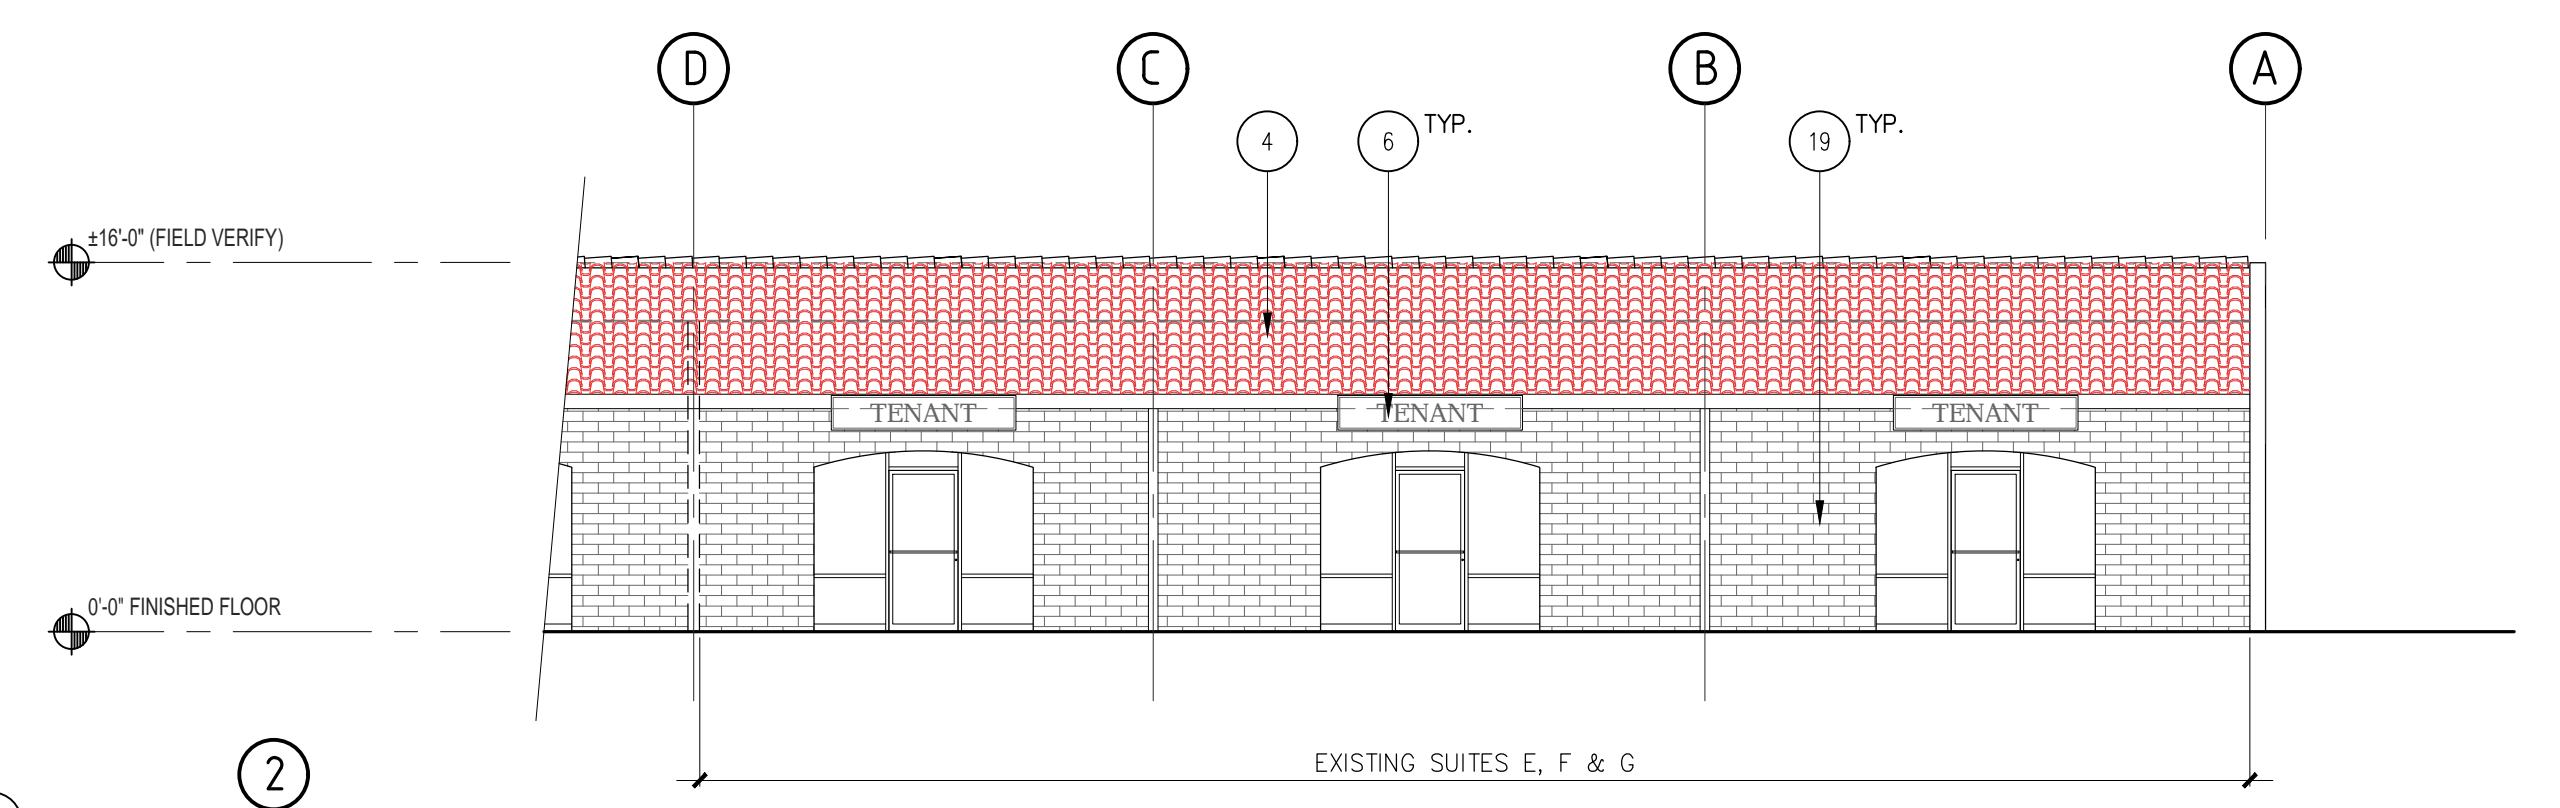 D C B A
4 6 TYP. 19 TYP.
±16'-0" (FIELD VERIFY)
TENANT TENANT TENANT
0'-0" FINISHED FLOOR
EXISTING SUITES E, F & G
2